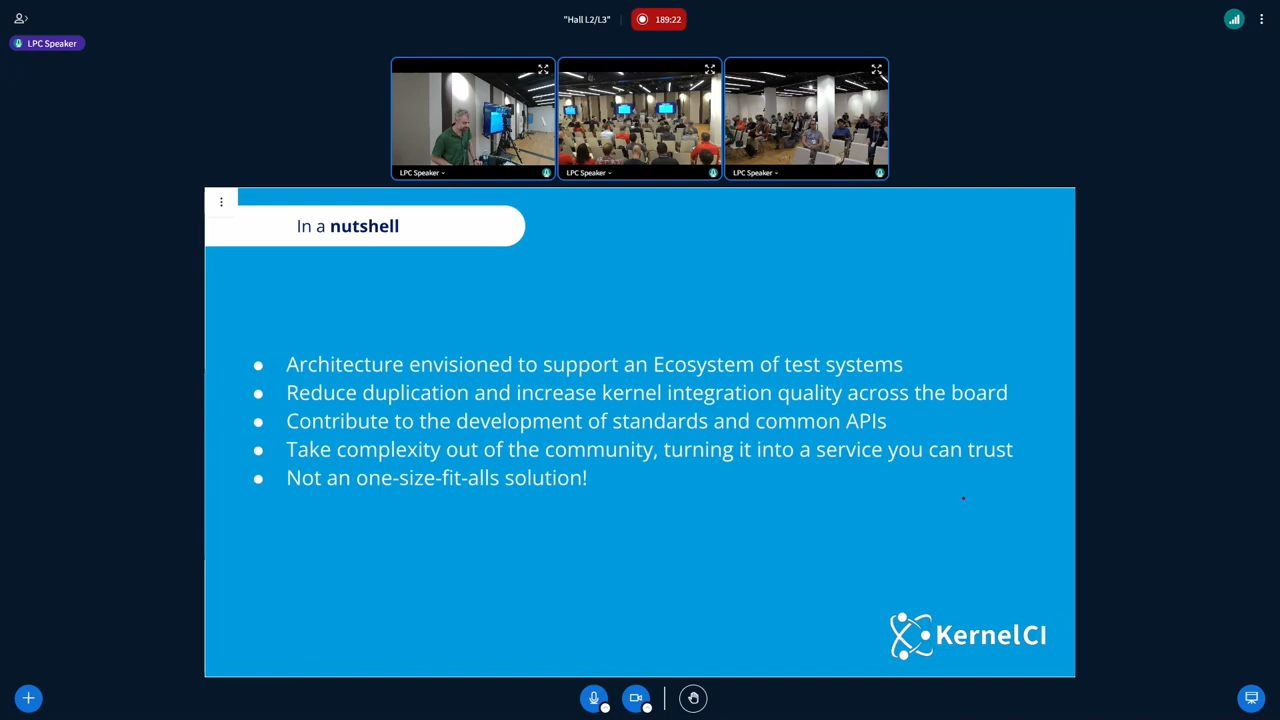 "Hall L2/L3"
189:22
LPC Speaker
LPC Speaker
LPC Speaker
LPC Speaker
In a nutshell
Architecture envisioned to support an Ecosystem of test systems
Reduce duplication and increase kernel integration quality across the board
Contribute to the development of standards and common APIs
Take complexity out of the community, turning it into a service you can trust
Not an one-size-fit-alls solution!
KernelCI